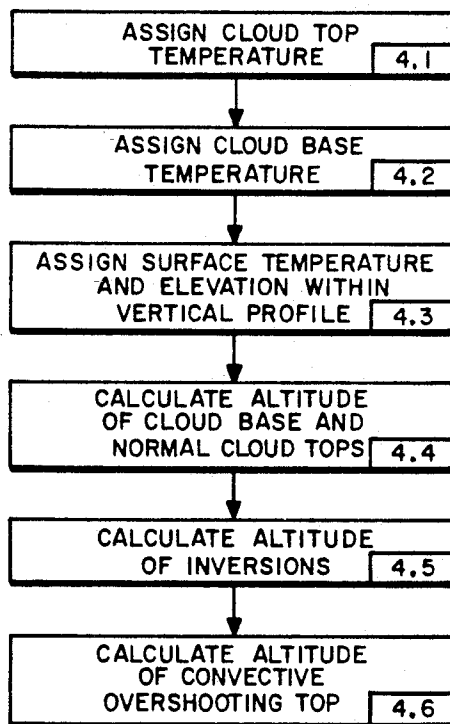 ASSIGN CLOUD TOP
TEMPERATURE
4.1
ASSIGN CLOUD BASE
TEMPERATURE
4.2
ASSIGN SURFACE TEMPERATURE
AND ELEVATION WITHIN
VERTICAL PROFILE
4.3
CALCULATE ALTITUDE
OF CLOUD BASE AND
NORMAL CLOUD TOPS
4.4
CALCULATE ALTITUDE
OF INVERSIONS
4.5
CALCULATE ALTITUDE
OF CONVECTIVE
OVERSHOOTING TOP
4.6